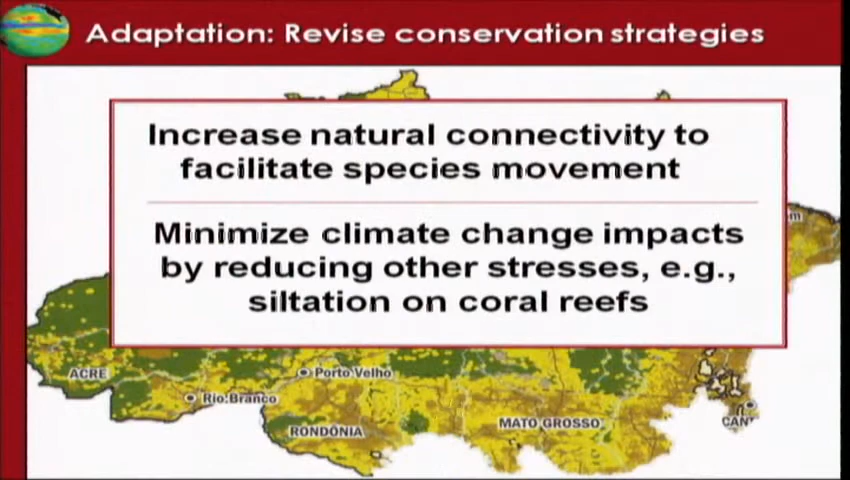 Adaptation: Revise conservation strategies
Increase natural connectivity to
facilitate species movement
Minimize climate change impacts
by reducing other stresses, e.g.,
siltation on coral reefs
ACRE
Rio Branco
Porto Velho
RONDÔNIA
MATO GROSSO